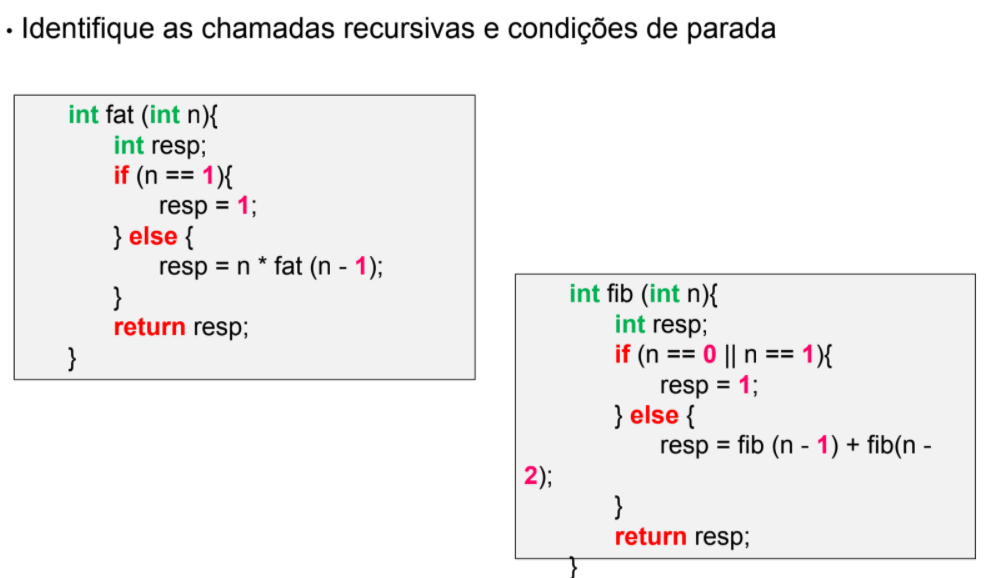 • Identifique as chamadas recursivas e condições de parada
int fat (int n){
int resp;
if (n == 1){
resp = 1;
} else {
resp = n * fat (n - 1);
}
return resp;
}
int fib (int n){
int resp;
if (n == 0 || n == 1){
resp = 1;
} else {
resp = fib (n - 1) + fib(n -
2);
}
return resp;
}